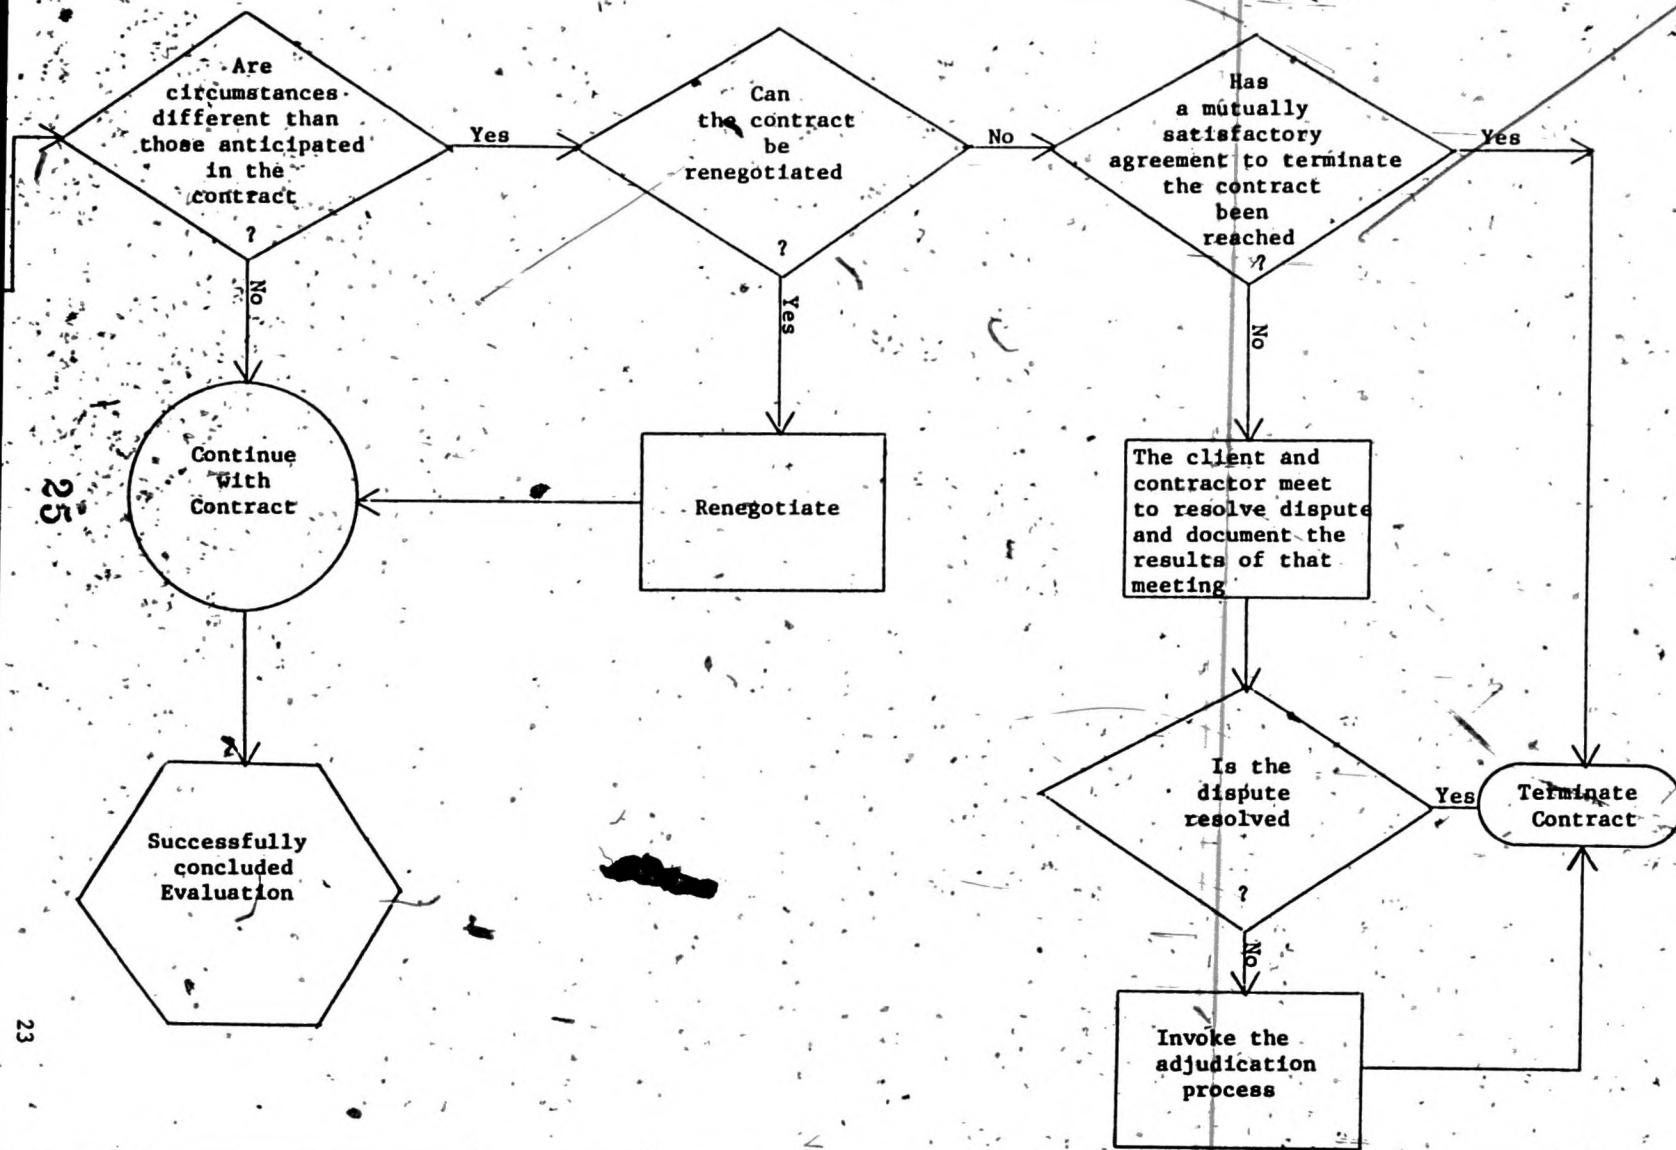 Are
circumstances
different than
those anticipated
in the
contract
?
Yes
No
Can
the contract
be
renegotiated
?
No
Yes
Has
a mutually
satisfactory
agreement to terminate
the contract
been
reached
?
Yes
No
Continue
with
Contract
Renegotiate
The client and
contractor meet
to resolve dispute
and document the
results of that
meeting
Is the
dispute
resolved
?
Yes
No
Terminate
Contract
Successfully
concluded
Evaluation
Invoke the
adjudication
process
25
23